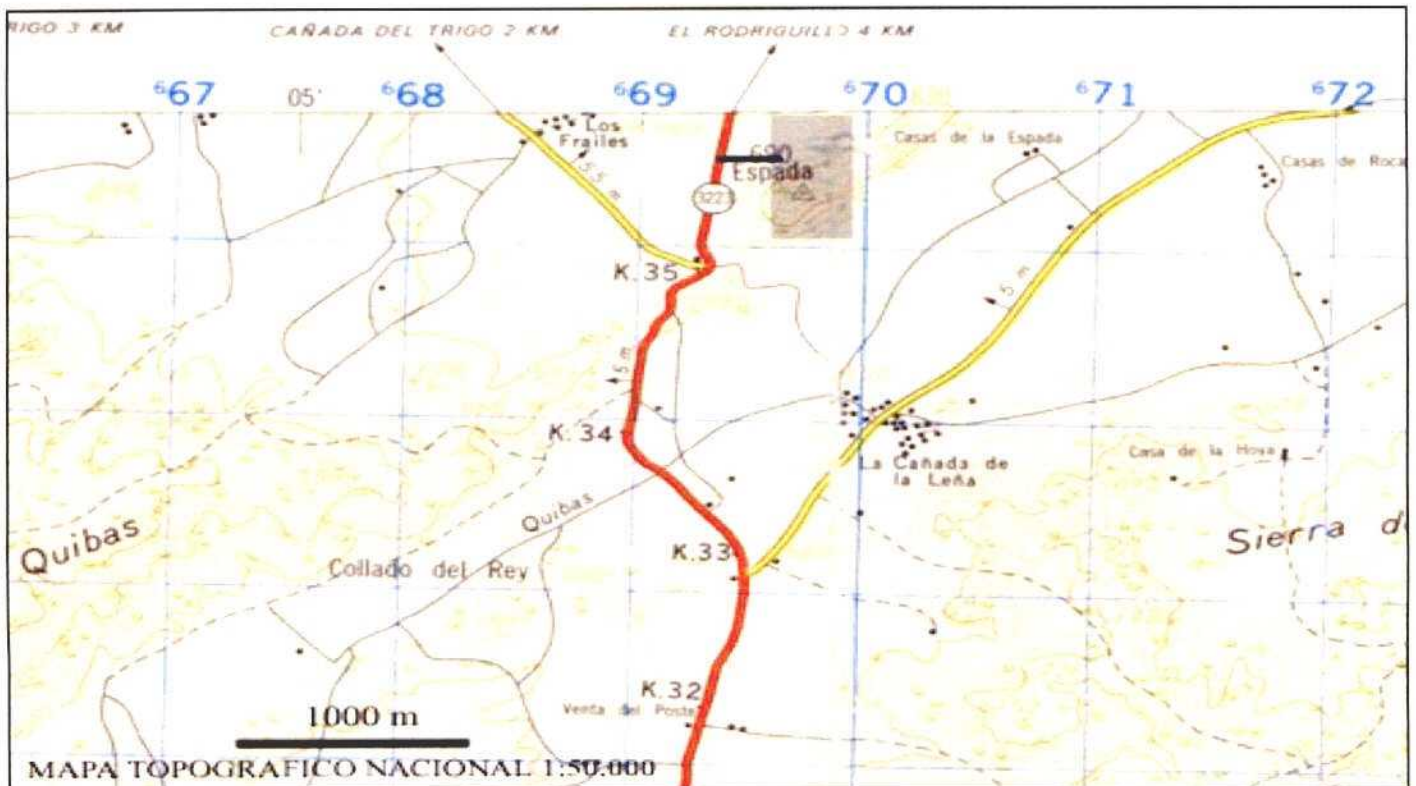 RIGO 3 KM
CAÑADA DEL TRIGO 2 KM
EL RODRIGUILLO 4 KM
⁶67
05'
⁶68
⁶69
⁶70
⁶71
⁶72
Los
Frailes
5.5 m
Espada
Casas de la Espada
Casas de Roca
K.35
5 m
5 m
K.34
La Cañada de
la Leña
Casa de la Hoya
Quibas
Quibas
K.33
Sierra de
Collado del Rey
K.32
Venta del Poste
1000 m
MAPA TOPOGRAFICO NACIONAL 1:50.000